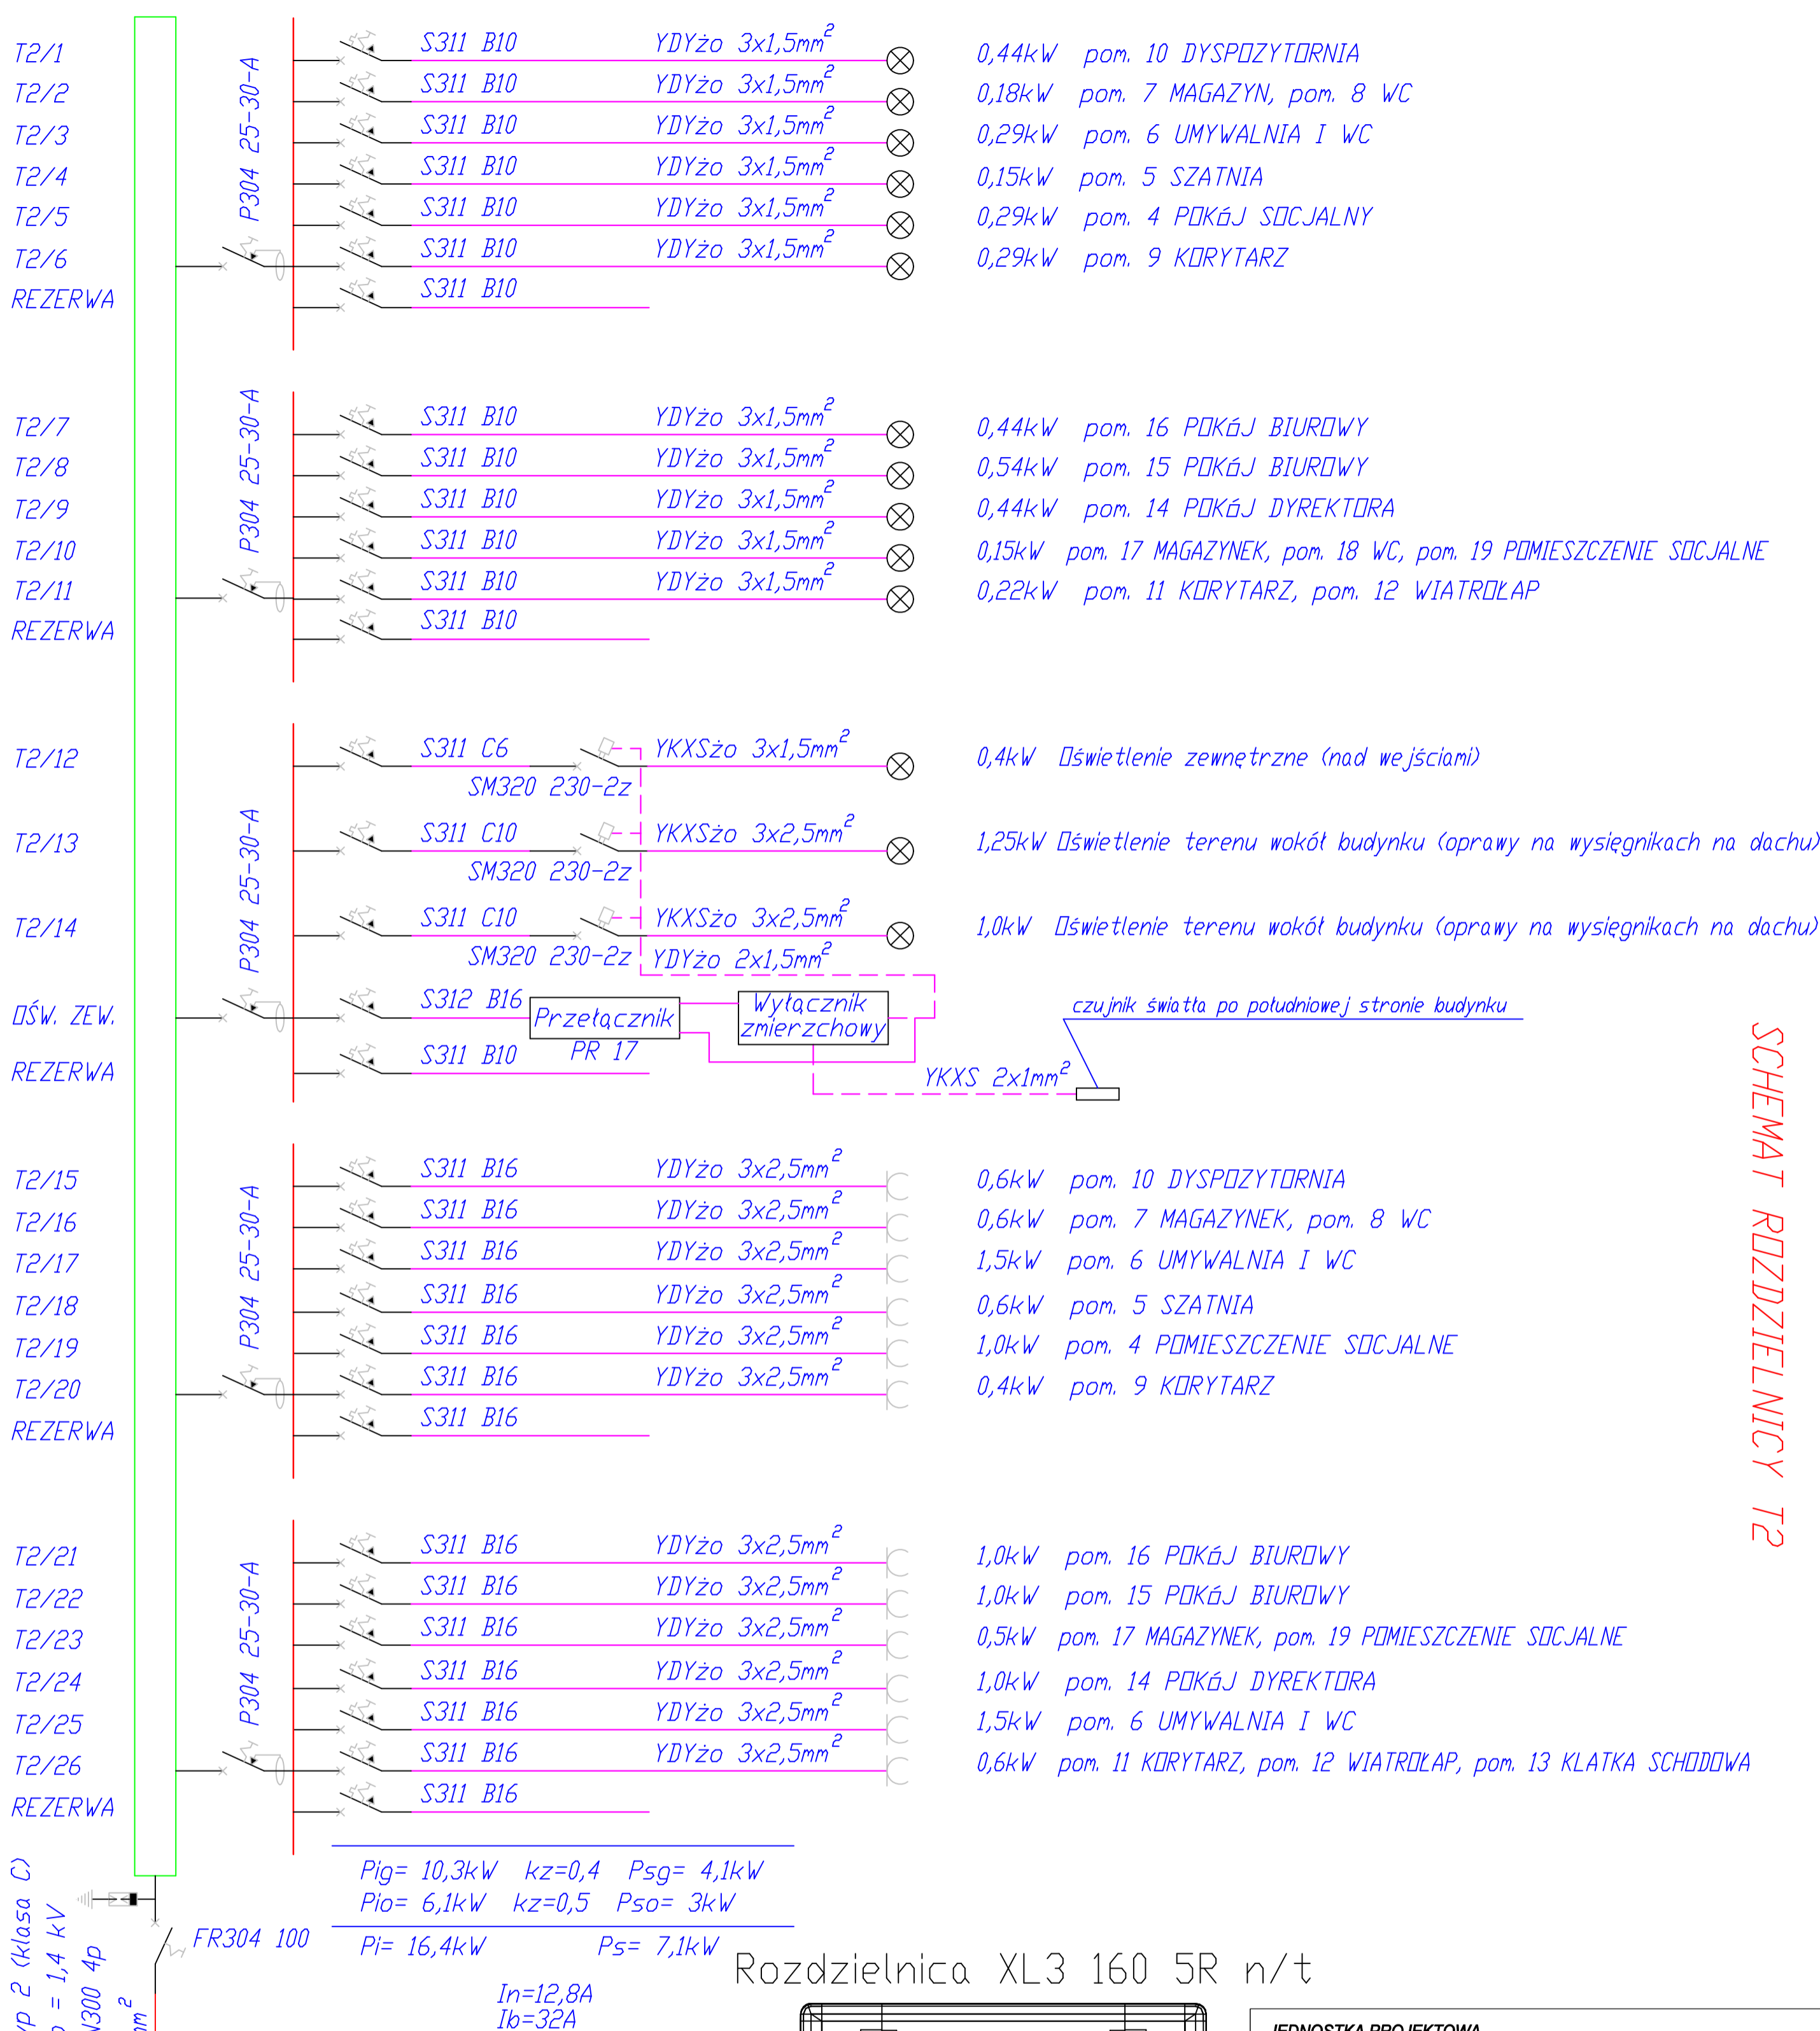 T2/1 S311 B10 YDYżo 3x1,5mm² 0,44kW pom. 10 DYSPOZYTORNIA
T2/2 S311 B10 YDYżo 3x1,5mm² 0,18kW pom. 7 MAGAZYN, pom. 8 WC
T2/3 S311 B10 YDYżo 3x1,5mm² 0,29kW pom. 6 UMYWALNIA I WC
T2/4 S311 B10 YDYżo 3x1,5mm² 0,15kW pom. 5 SZATNIA
T2/5 S311 B10 YDYżo 3x1,5mm² 0,29kW pom. 4 POKóJ SOCJALNY
T2/6 S311 B10 YDYżo 3x1,5mm² 0,29kW pom. 9 KORYTARZ
REZERWA S311 B10
P304 25-30-A
T2/7 S311 B10 YDYżo 3x1,5mm² 0,44kW pom. 16 POKóJ BIUROWY
T2/8 S311 B10 YDYżo 3x1,5mm² 0,54kW pom. 15 POKóJ BIUROWY
T2/9 S311 B10 YDYżo 3x1,5mm² 0,44kW pom. 14 POKóJ DYREKTORA
T2/10 S311 B10 YDYżo 3x1,5mm² 0,15kW pom. 17 MAGAZYNEK, pom. 18 WC, pom. 19 POMIESZCZENIE SOCJALNE
T2/11 S311 B10 YDYżo 3x1,5mm² 0,22kW pom. 11 KORYTARZ, pom. 12 WIATROŁAP
REZERWA S311 B10
P304 25-30-A
T2/12 S311 C6 YKXSżo 3x1,5mm² 0,4kW Oświetlenie zewnętrzne (nad wejściami)
SM320 230-2z
T2/13 S311 C10 YKXSżo 3x2,5mm² 1,25kW Oświetlenie terenu wokół budynku (oprawy na wysięgnikach na dachu)
SM320 230-2z
T2/14 S311 C10 YKXSżo 3x2,5mm² 1,0kW Oświetlenie terenu wokół budynku (oprawy na wysięgnikach na dachu)
SM320 230-2z YDYżo 2x1,5mm²
OŚW. ZEW. S312 B16 Przełącznik Wyłącznik zmierzchowy czujnik światła po południowej stronie budynku
PR 17
REZERWA S311 B10
YKXS 2x1mm²
P304 25-30-A
T2/15 S311 B16 YDYżo 3x2,5mm² 0,6kW pom. 10 DYSPOZYTORNIA
T2/16 S311 B16 YDYżo 3x2,5mm² 0,6kW pom. 7 MAGAZYNEK, pom. 8 WC
T2/17 S311 B16 YDYżo 3x2,5mm² 1,5kW pom. 6 UMYWALNIA I WC
T2/18 S311 B16 YDYżo 3x2,5mm² 0,6kW pom. 5 SZATNIA
T2/19 S311 B16 YDYżo 3x2,5mm² 1,0kW pom. 4 POMIESZCZENIE SOCJALNE
T2/20 S311 B16 YDYżo 3x2,5mm² 0,4kW pom. 9 KORYTARZ
REZERWA S311 B16
P304 25-30-A
T2/21 S311 B16 YDYżo 3x2,5mm² 1,0kW pom. 16 POKóJ BIUROWY
T2/22 S311 B16 YDYżo 3x2,5mm² 1,0kW pom. 15 POKóJ BIUROWY
T2/23 S311 B16 YDYżo 3x2,5mm² 0,5kW pom. 17 MAGAZYNEK, pom. 19 POMIESZCZENIE SOCJALNE
T2/24 S311 B16 YDYżo 3x2,5mm² 1,0kW pom. 14 POKóJ DYREKTORA
T2/25 S311 B16 YDYżo 3x2,5mm² 1,5kW pom. 6 UMYWALNIA I WC
T2/26 S311 B16 YDYżo 3x2,5mm² 0,6kW pom. 11 KORYTARZ, pom. 12 WIATROŁAP, pom. 13 KLATKA SCHODOWA
REZERWA S311 B16
P304 25-30-A
SCHEMAT ROZDZIELNICY T2
Pig= 10,3kW kz=0,4 Psg= 4,1kW
Pio= 6,1kW kz=0,5 Pso= 3kW
Pi= 16,4kW Ps= 7,1kW
In=12,8A
Ib=32A
FR304 100
2 (klasa C)
= 1,4 kV
4p
Rozdzielnica XL3 160 5R n/t
JEDNOSTKA PROJEKTOWA